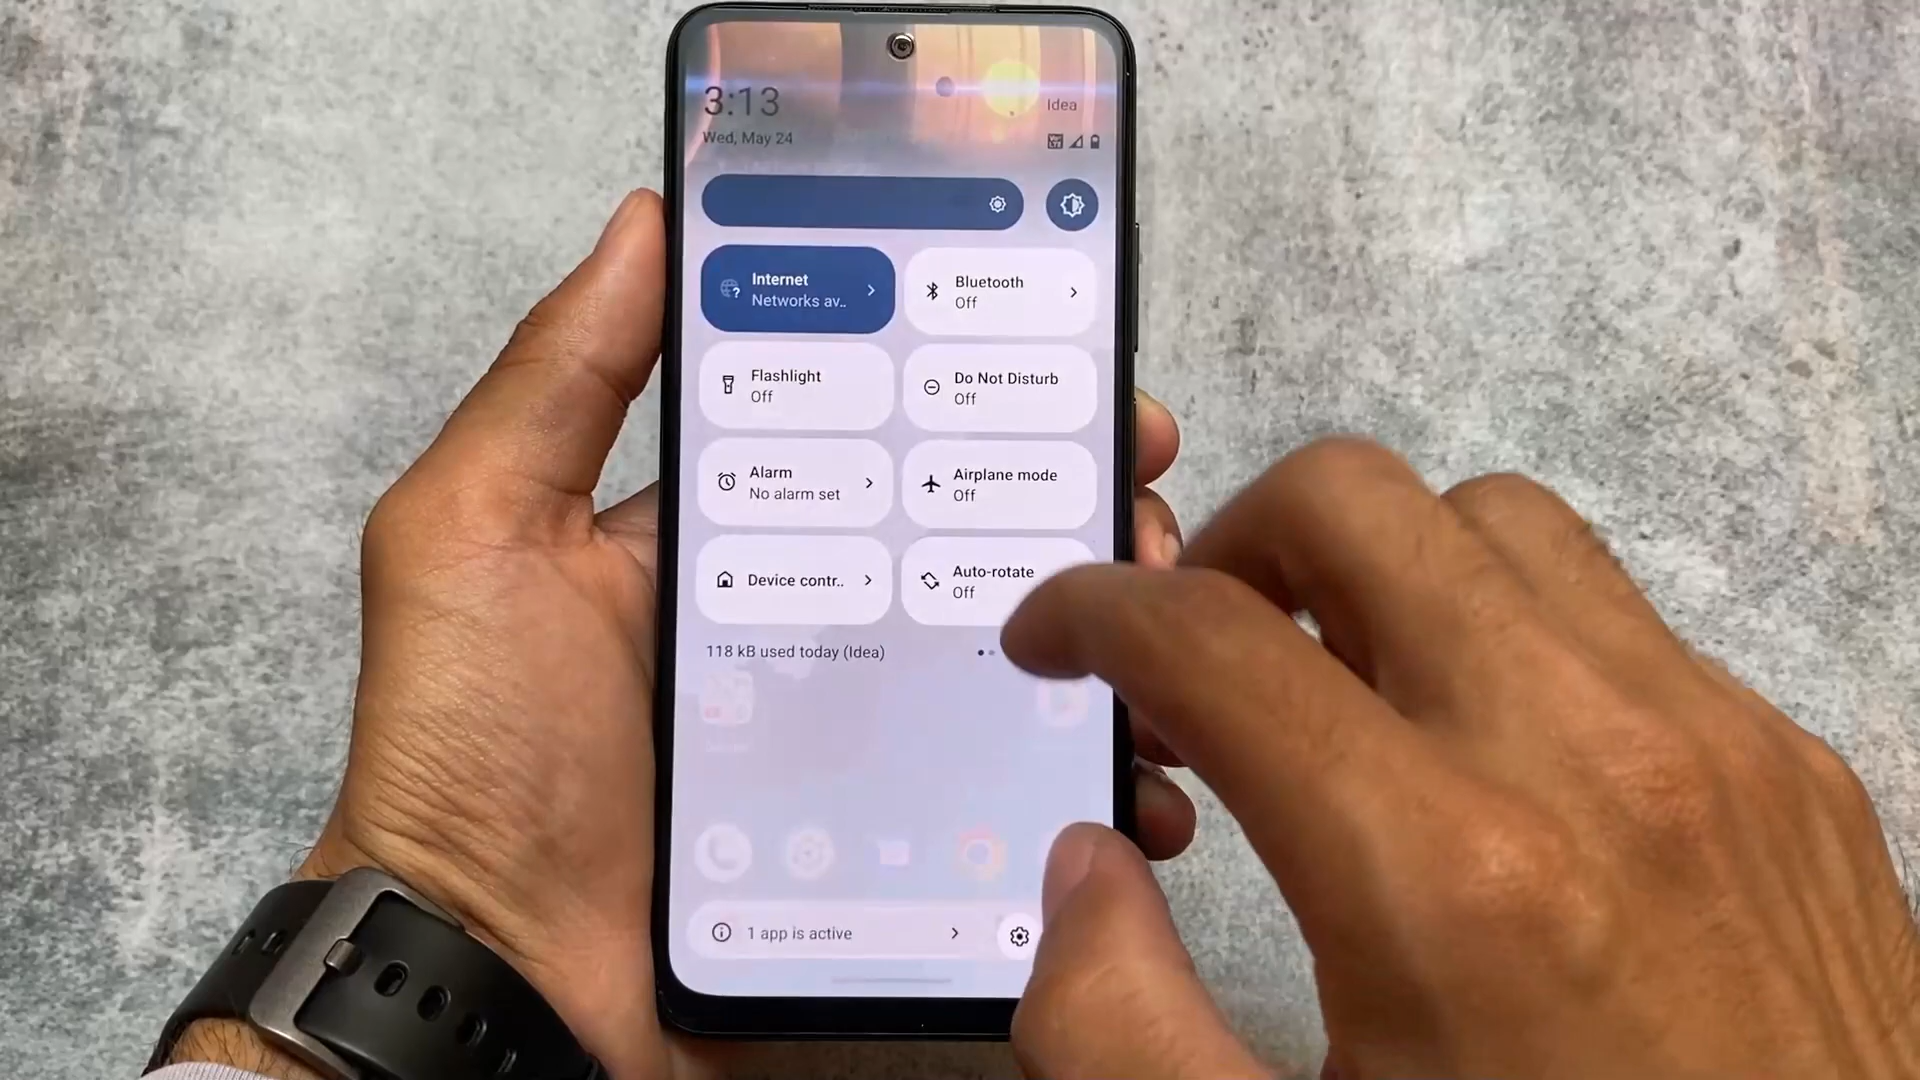 3:13
Idea
Wed, May 24
Internet
Networks av..
Bluetooth
Off
Flashlight
Off
Do Not Disturb
Off
Alarm
No alarm set
Airplane mode
Off
Device contr..
Auto-rotate
Off
118 kB used today (Idea)
1 app is active